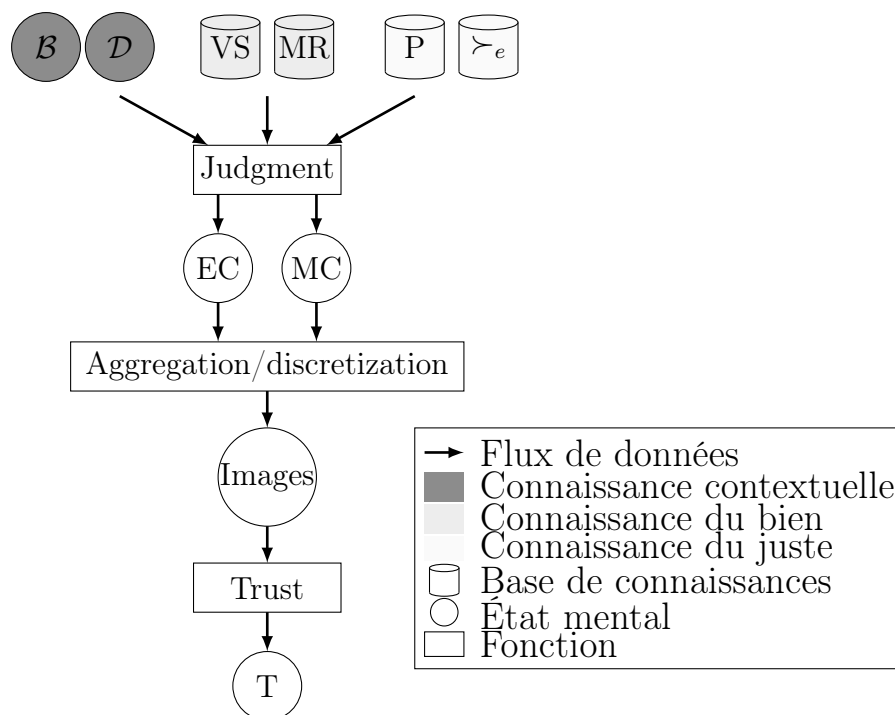 ℬ 𝒟 VS MR P ≻e
Judgment
EC MC
Aggregation/discretization
Images
Trust
T
Flux de données
Connaissance contextuelle
Connaissance du bien
Connaissance du juste
Base de connaissances
État mental
Fonction